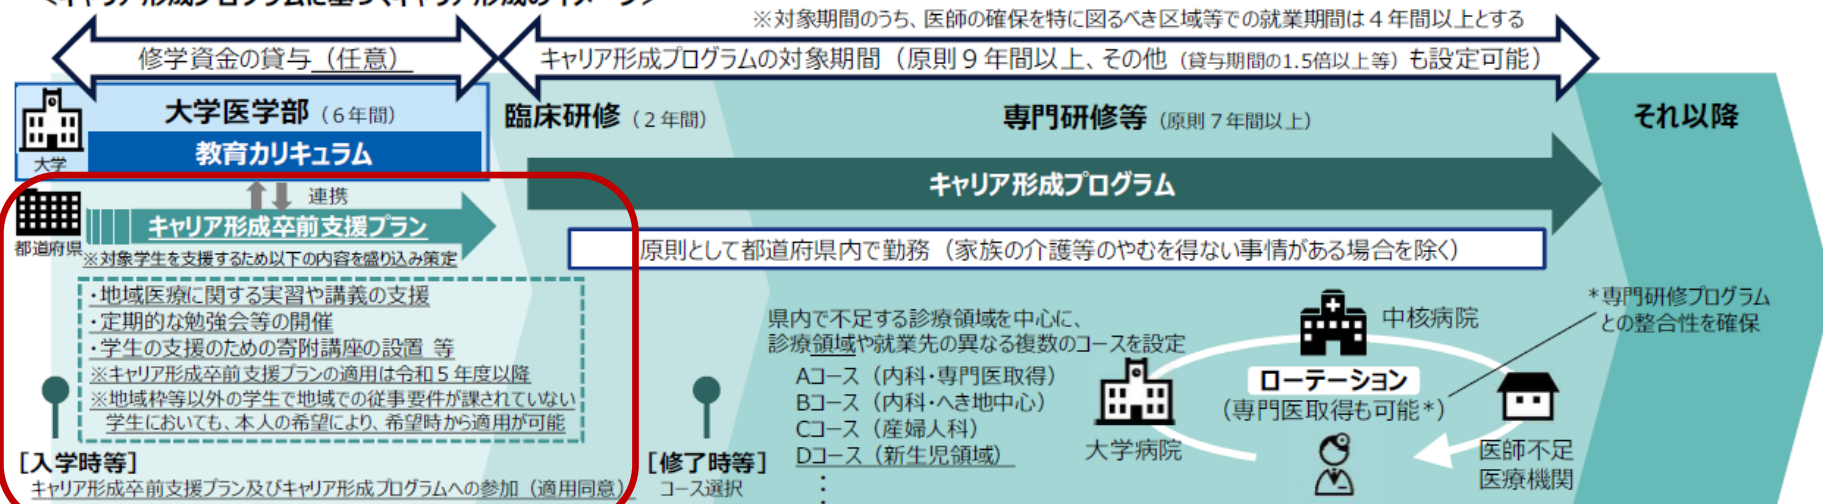 ＜キャリア形成プログラムに基づくキャリア形成のイメージ＞
※対象期間のうち、医師の確保を特に図るべき区域等での就業期間は４年間以上とする
修学資金の貸与（任意）
キャリア形成プログラムの対象期間（原則９年間以上、その他（貸与期間の1.5倍以上等）も設定可能）
大学医学部（６年間）
臨床研修（２年間）
専門研修等（原則７年間以上）
それ以降
教育カリキュラム
大学
連携
キャリア形成プログラム
キャリア形成卒前支援プラン
都道府県
※対象学生を支援するため以下の内容を盛り込み策定
原則として都道府県内で勤務（家族の介護等のやむを得ない事情がある場合を除く）
・地域医療に関する実習や講義の支援
・定期的な勉強会等の開催
・学生の支援のための寄附講座の設置 等
※キャリア形成卒前支援プランの適用は令和５年度以降
※地域枠等以外の学生で地域での従事要件が課されていない
学生においても、本人の希望により、希望時から適用が可能
[入学時等]
キャリア形成卒前支援プラン及びキャリア形成プログラムへの参加（適用同意）
[修了時等]
コース選択
県内で不足する診療領域を中心に、
診療領域や就業先の異なる複数のコースを設定
Aコース（内科・専門医取得）
Bコース（内科・へき地中心）
Cコース（産婦人科）
Dコース（新生児領域）
：
中核病院
＊専門研修プログラム
との整合性を確保
ローテーション
（専門医取得も可能＊）
大学病院
医師不足
医療機関